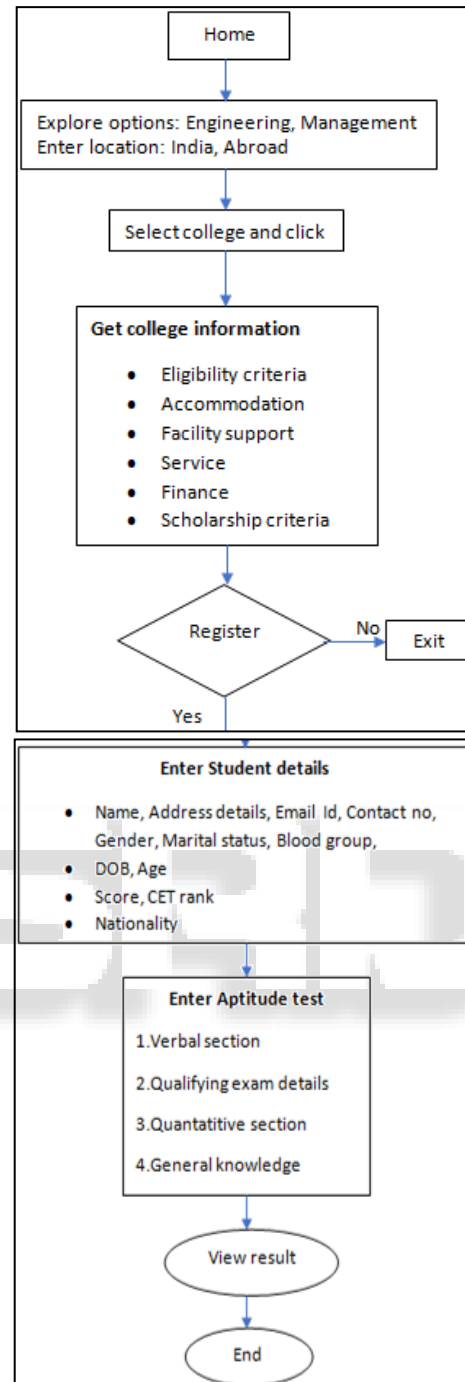 Home
Explore options: Engineering, Management
Enter location: India, Abroad
Select college and click
Get college information
• Eligibility criteria
• Accommodation
• Facility support
• Service
• Finance
• Scholarship criteria
Register
No
Exit
Yes
Enter Student details
• Name, Address details, Email Id, Contact no,
Gender, Marital status, Blood group,
• DOB, Age
• Score, CET rank
• Nationality
Enter Aptitude test
1.Verbal section
2.Qualifying exam details
3.Quantatitive section
4.General knowledge
View result
End